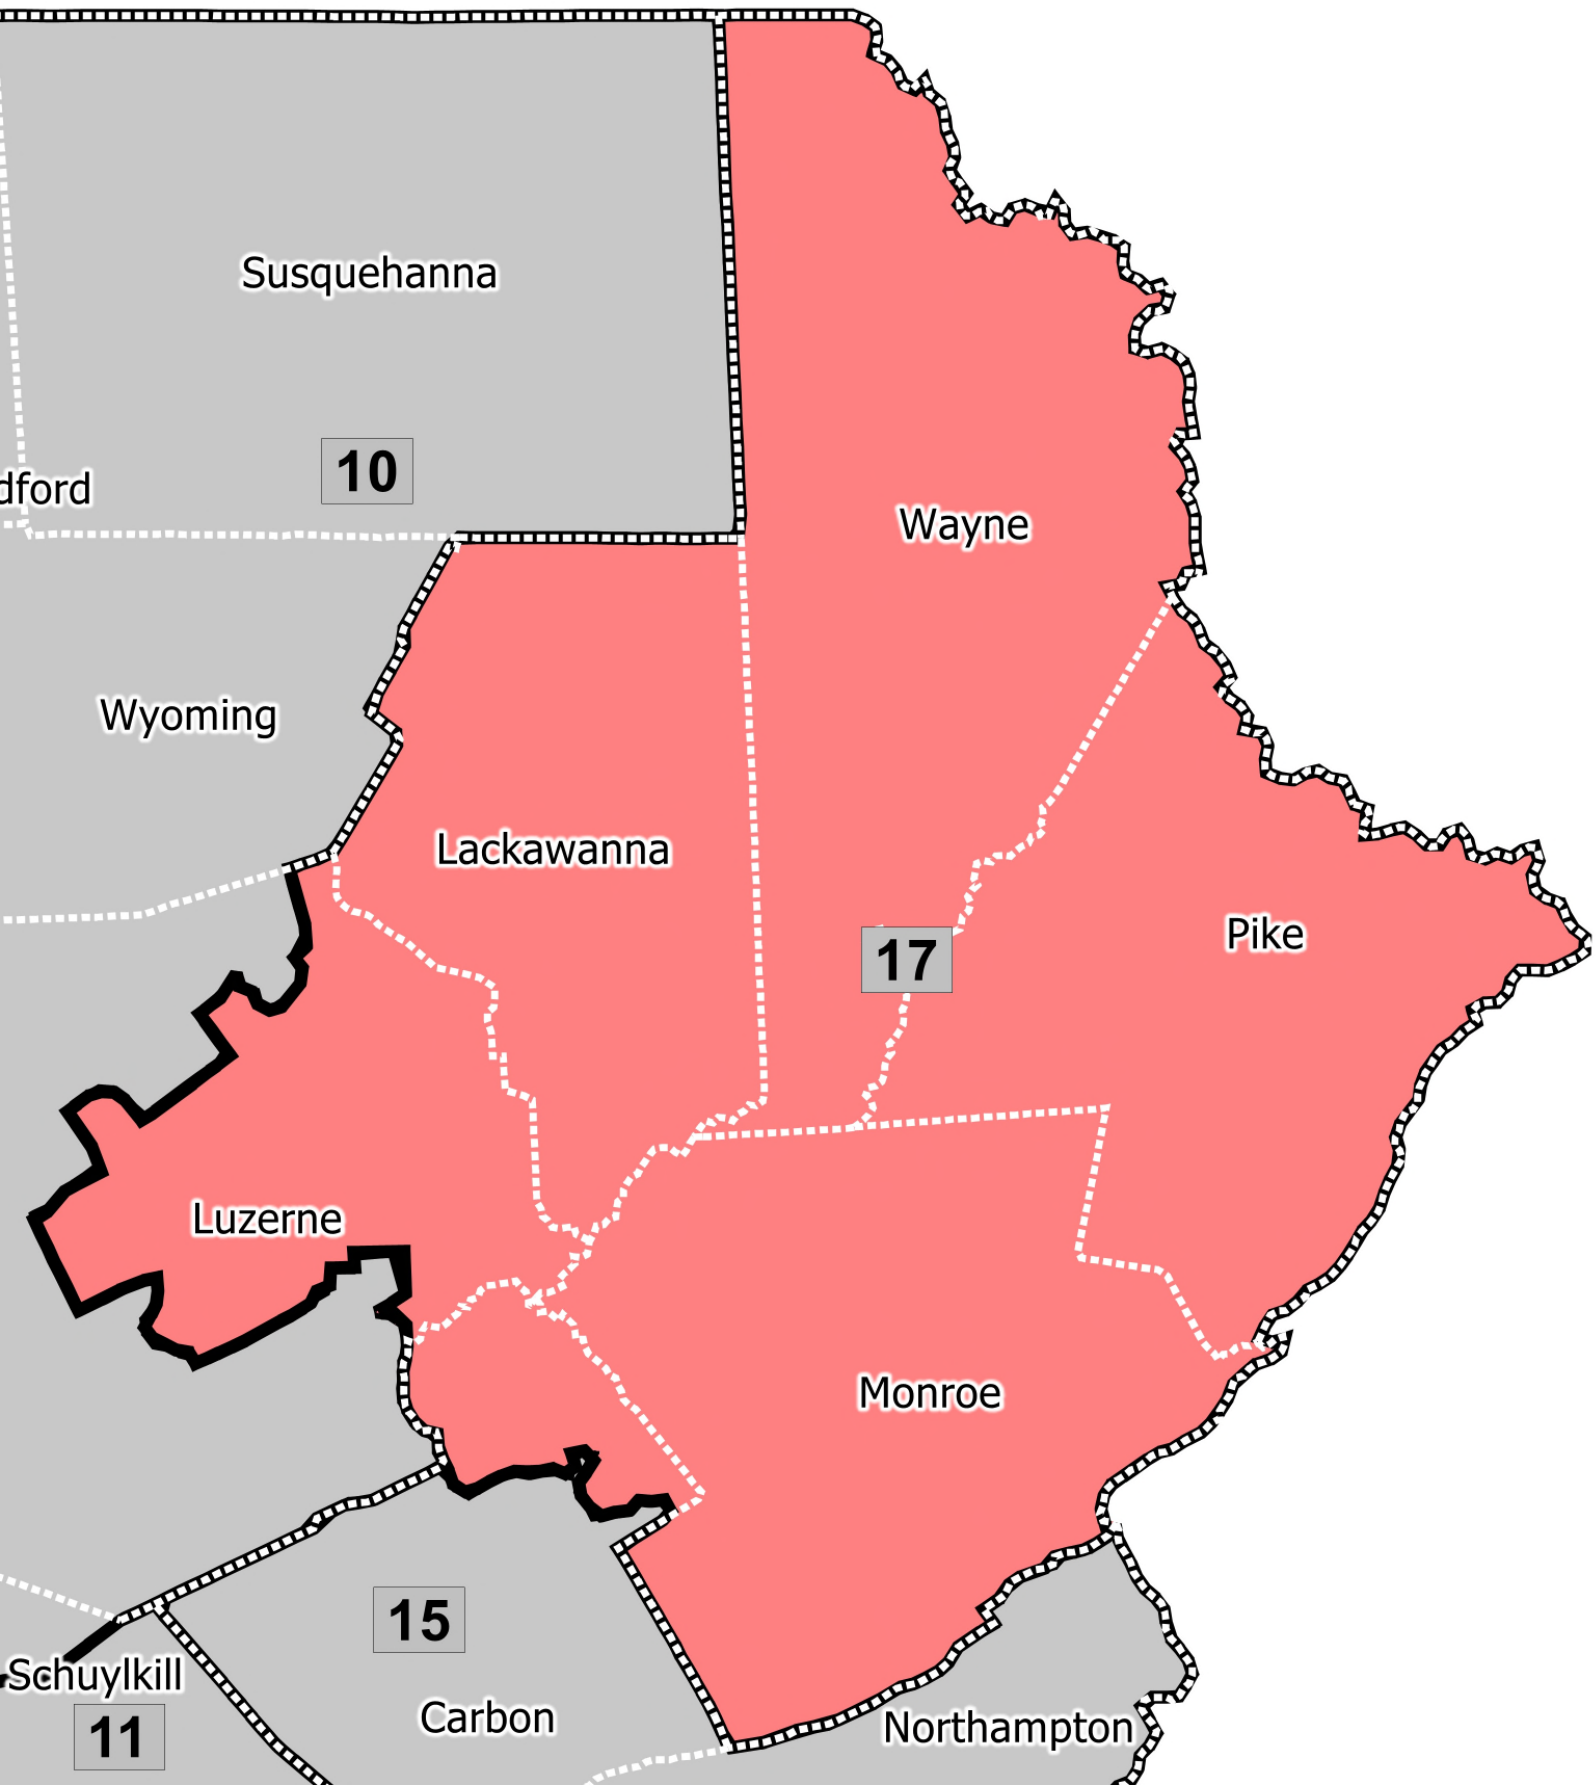 Susquehanna
10
dford
Wayne
Wyoming
Lackawanna
Pike
17
Luzerne
Monroe
15
Schuylkill
Carbon
Northampton
11